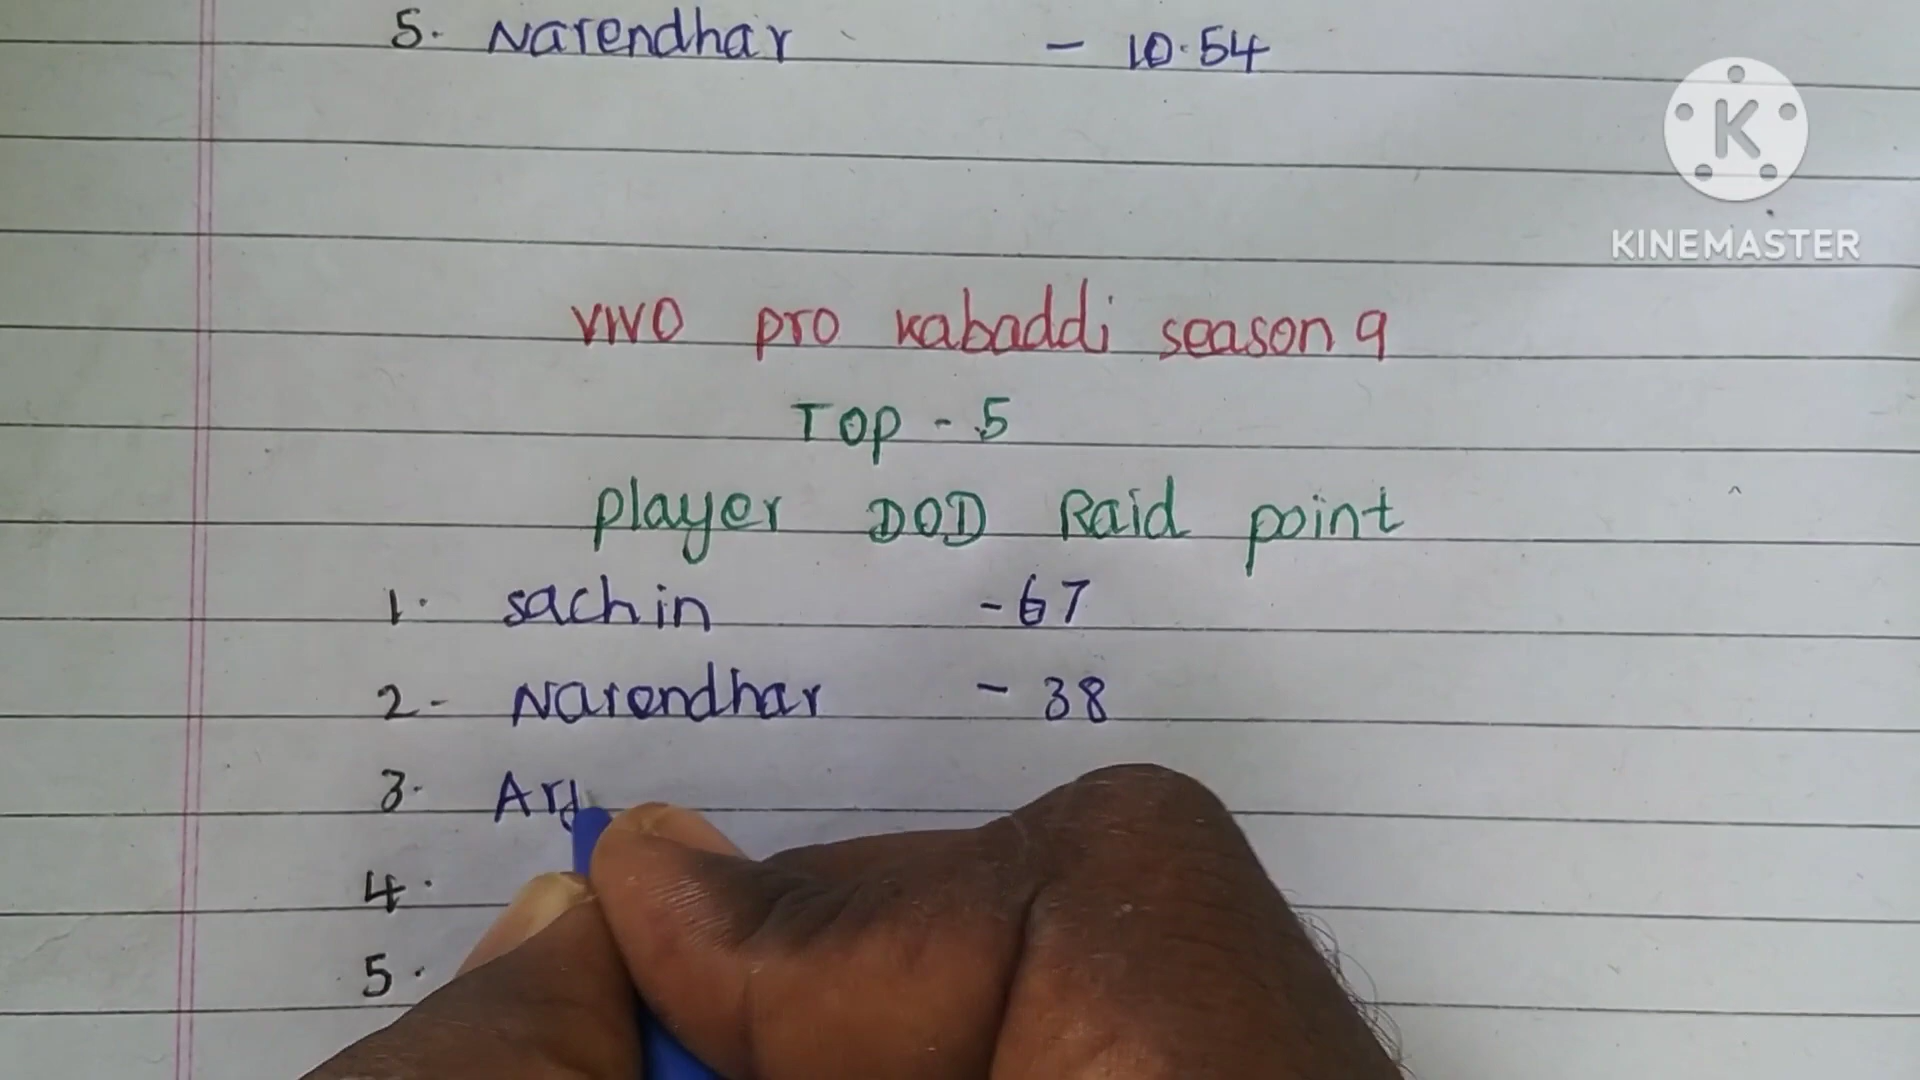 5. Narendhar - 10.54
K
KINEMASTER
VIVO pro kabaddi season 9
TOP - 5
player DOD Raid point
1. sachin - 67
2- Narendhar - 38
3. Arj
4.
5.